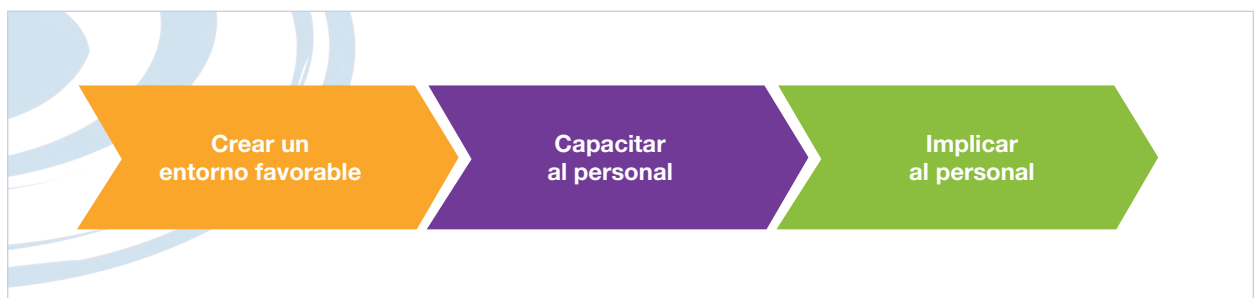 Crear un
entorno favorable
Capacitar
al personal
Implicar
al personal